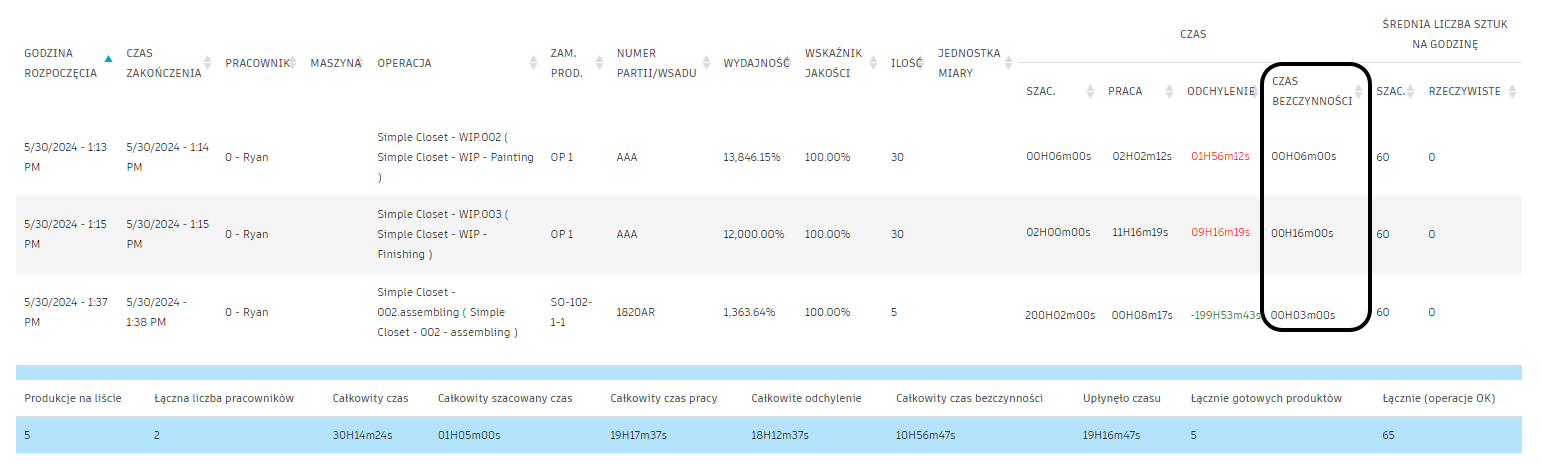 GODZINA ROZPOCZĘCIA CZAS ZAKOŃCZENIA PRACOWNIK MASZYNA OPERACJA ZAM. PROD. NUMER PARTII/WSADU WYDAJNOŚĆ WSKAŹNIK JAKOŚCI ILOŚĆ JEDNOSTKA MIARY CZAS ŚREDNIA LICZBA SZTUK NA GODZINĘ
SZAC. PRACA ODCHYLENIE CZAS BEZCZYNNOŚCI SZAC. RZECZYWISTE
5/30/2024 - 1:13 PM 5/30/2024 - 1:14 PM 0 - Ryan Simple Closet - WIP.002 ( Simple Closet - WIP - Painting ) OP 1 AAA 13,846.15% 100.00% 30 00H06m00s 02H02m12s 01H56m12s 00H06m00s 60 0
5/30/2024 - 1:15 PM 5/30/2024 - 1:15 PM 0 - Ryan Simple Closet - WIP.003 ( Simple Closet - WIP - Finishing ) OP 1 AAA 12,000.00% 100.00% 30 02H00m00s 11H16m19s 09H16m19s 00H16m00s 60 0
5/30/2024 - 1:37 PM 5/30/2024 - 1:38 PM 0 - Ryan Simple Closet - 002.assembling ( Simple Closet - 002 - assembling ) SO-102-1-1 1820AR 1,363.64% 100.00% 5 200H02m00s 00H08m17s -199H53m43s 00H03m00s 60 0
Produkcje na liście Łączna liczba pracowników Całkowity czas Całkowity szacowany czas Całkowity czas pracy Całkowite odchylenie Całkowity czas bezczynności Upłynęło czasu Łącznie gotowych produktów Łącznie (operacje OK)
5 2 30H14m24s 01H05m00s 19H17m37s 18H12m37s 10H56m47s 19H16m47s 5 65